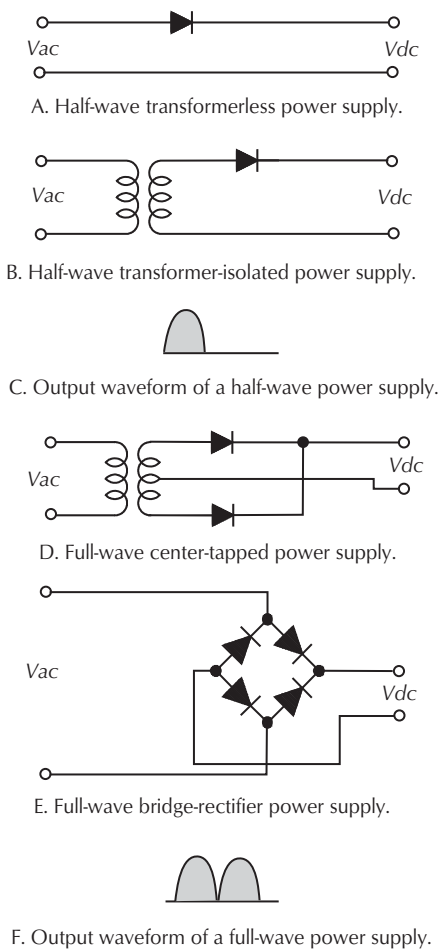 Vac
Vdc
A. Half-wave transformerless power supply.
Vac
Vdc
B. Half-wave transformer-isolated power supply.
C. Output waveform of a half-wave power supply.
Vac
Vdc
D. Full-wave center-tapped power supply.
Vac
Vdc
E. Full-wave bridge-rectifier power supply.
F. Output waveform of a full-wave power supply.